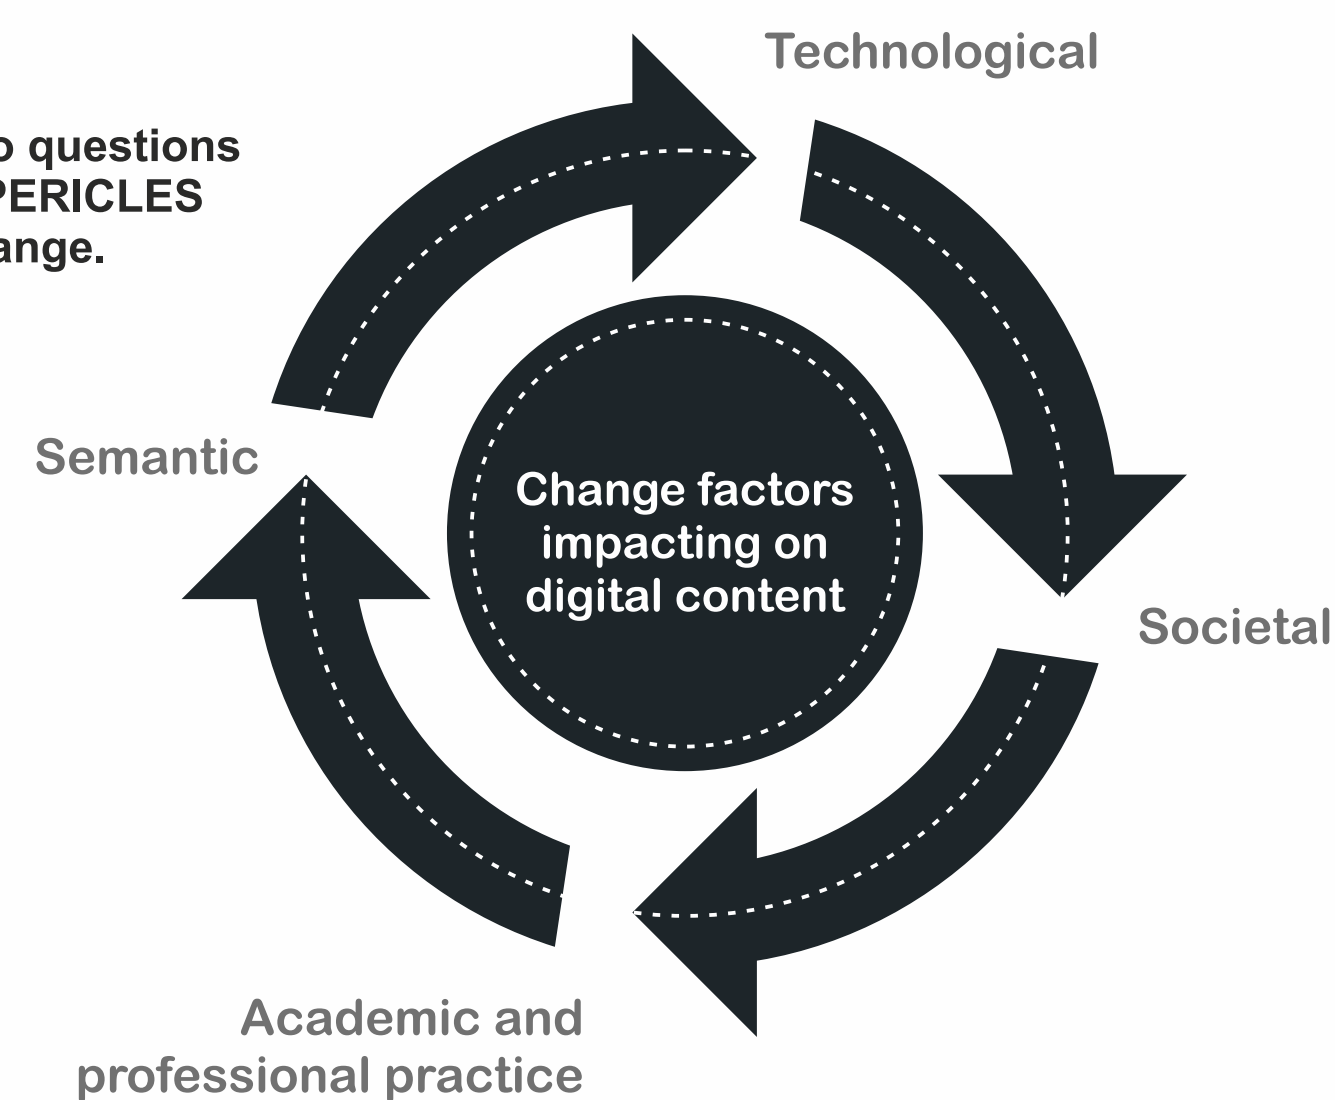 Technological
o questions
PERICLES
ange.
Semantic
Change factors
impacting on
digital content
Societal
Academic and
professional practice